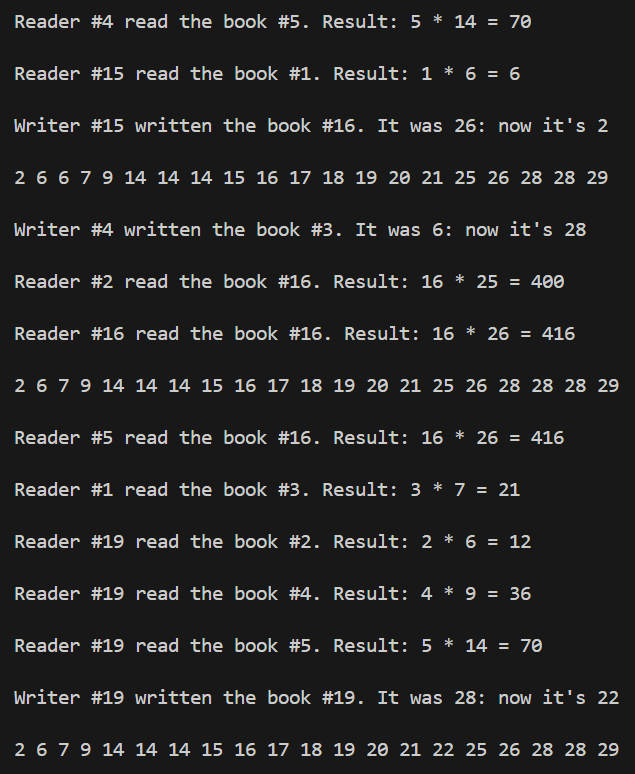 Reader #4 read the book #5. Result: 5 * 14 = 70
Reader #15 read the book #1. Result: 1 * 6 = 6
Writer #15 written the book #16. It was 26: now it's 2
2 6 6 7 9 14 14 14 15 16 17 18 19 20 21 25 26 28 28 29
Writer #4 written the book #3. It was 6: now it's 28
Reader #2 read the book #16. Result: 16 * 25 = 400
Reader #16 read the book #16. Result: 16 * 26 = 416
2 6 7 9 14 14 14 15 16 17 18 19 20 21 25 26 28 28 28 29
Reader #5 read the book #16. Result: 16 * 26 = 416
Reader #1 read the book #3. Result: 3 * 7 = 21
Reader #19 read the book #2. Result: 2 * 6 = 12
Reader #19 read the book #4. Result: 4 * 9 = 36
Reader #19 read the book #5. Result: 5 * 14 = 70
Writer #19 written the book #19. It was 28: now it's 22
2 6 7 9 14 14 14 15 16 17 18 19 20 21 22 25 26 28 28 29